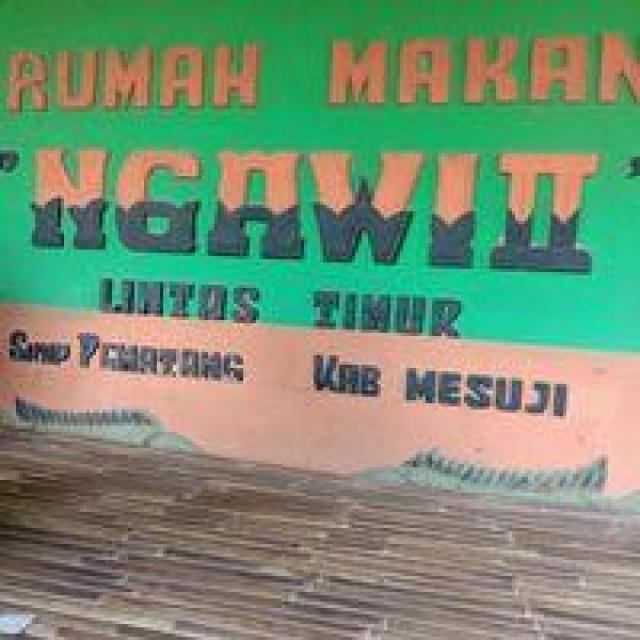 RUMAH MAKAN
"NGAWI II"
LINTAS TIMUR
SIMP PEMATANG KAB MESUJI